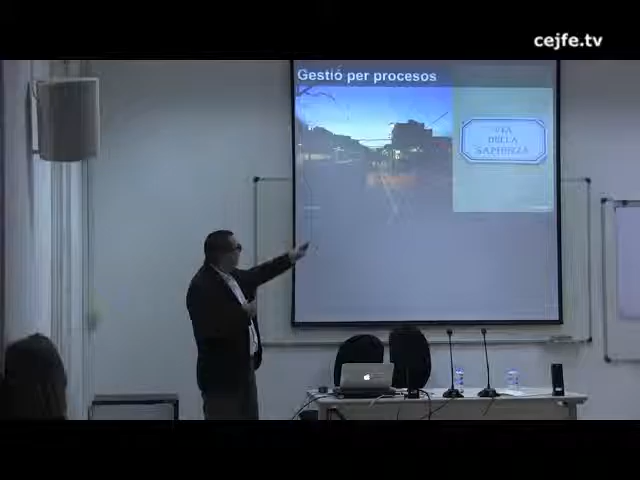 cejfe.tv
Gestió per procesos
VIA
DELLA
SAPIENZA